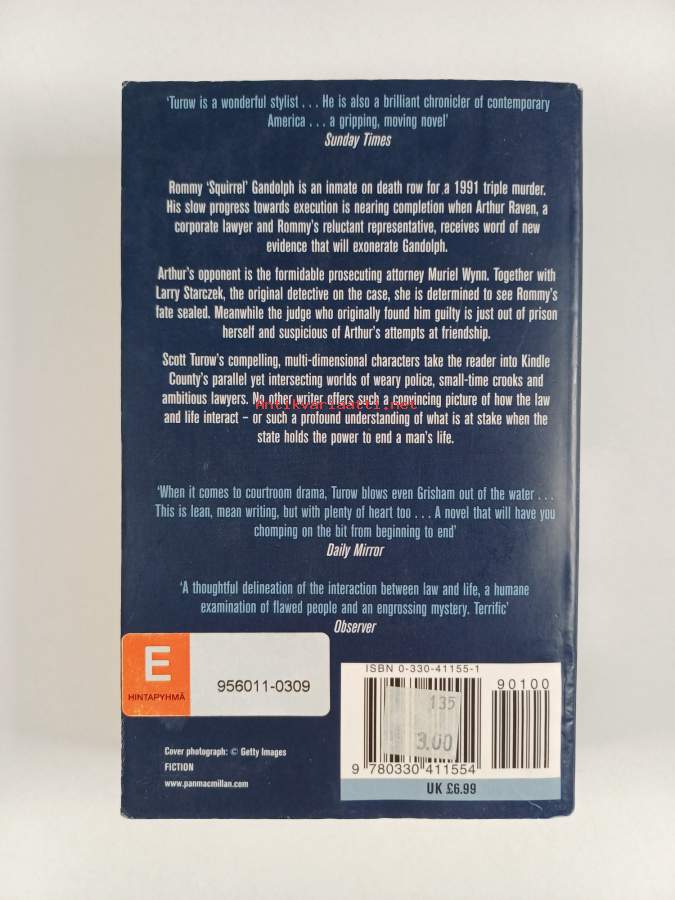 'Turow is a wonderful stylist . . . He is also a brilliant chronicler of contemporary
America . . . a gripping, moving novel'
Sunday Times
Rommy 'Squirrel' Gandolph is an inmate on death row for a 1991 triple murder.
His slow progress towards execution is nearing completion when Arthur Raven, a
corporate lawyer and Rommy's reluctant representative, receives word of new
evidence that will exonerate Gandolph.
Arthur's opponent is the formidable prosecuting attorney Muriel Wynn. Together with
Larry Starczek, the original detective on the case, she is determined to see Rommy's
fate sealed. Meanwhile the judge who originally found him guilty is just out of prison
herself and suspicious of Arthur's attempts at friendship.
Scott Turow's compelling, multi-dimensional characters take the reader into Kindle
County's parallel yet intersecting worlds of weary police, small-time crooks and
ambitious lawyers. No other writer offers such a convincing picture of how the law
Antikvariaatti.net
and life interact – or such a profound understanding of what is at stake when the
state holds the power to end a man's life.
'When it comes to courtroom drama, Turow blows even Grisham out of the water . . .
This is lean, mean writing, but with plenty of heart too . . . A novel that will have you
chomping on the bit from beginning to end'
Daily Mirror
'A thoughtful delineation of the interaction between law and life, a humane
examination of flawed people and an engrossing mystery. Terrific'
Observer
E
HINTAPYHMÄ
956011-0309
ISBN 0-330-41155-1
90100
135
3.00
9 780330 411554
UK £6.99
Cover photograph: © Getty Images
FICTION
www.panmacmillan.com